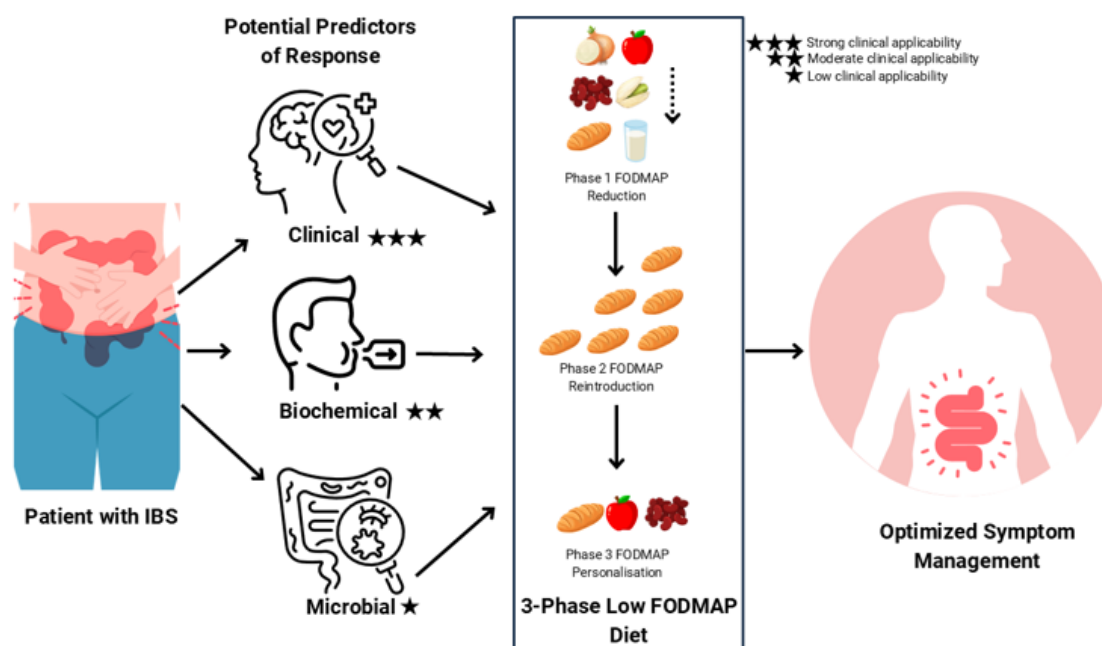 Potential Predictors
of Response
★★★ Strong clinical applicability
★★ Moderate clinical applicability
★ Low clinical applicability
Phase 1 FODMAP
Reduction
Clinical ★★★
Phase 2 FODMAP
Reintroduction
Biochemical ★★
Patient with IBS
Optimized Symptom
Management
Phase 3 FODMAP
Personalisation
Microbial ★
3-Phase Low FODMAP
Diet